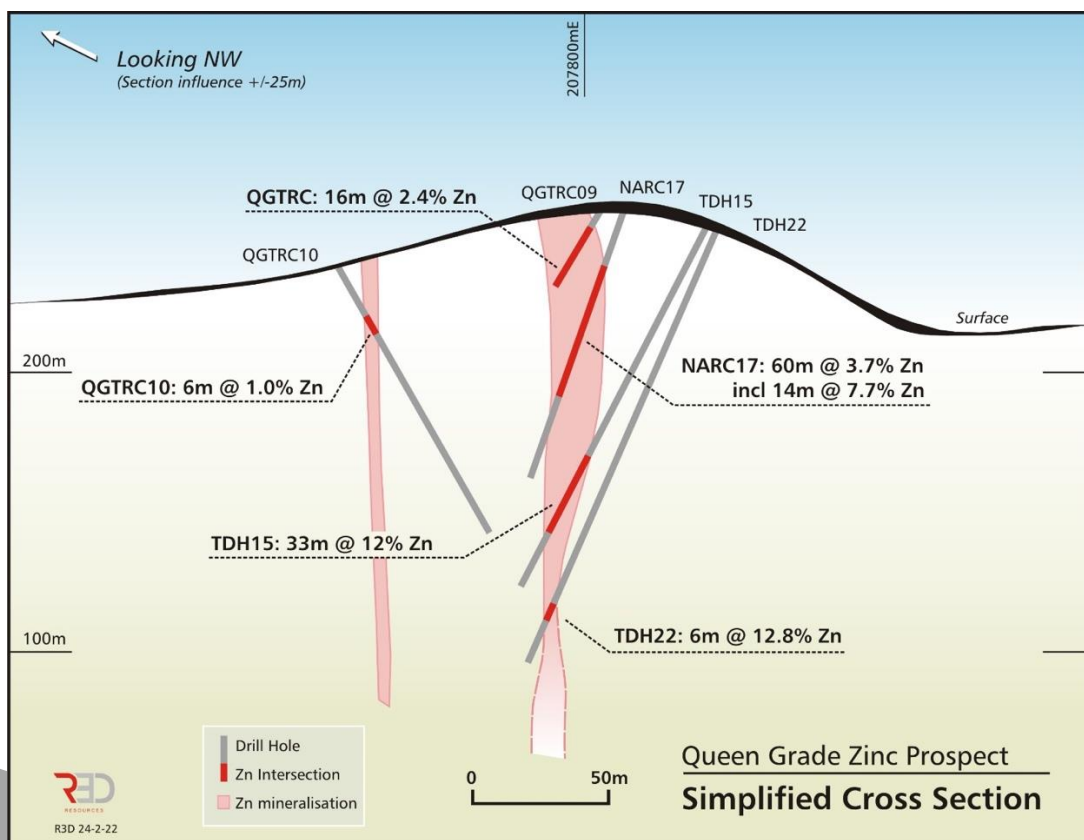 Looking NW
(Section influence +/-25m)
207800mE
QGTRC: 16m @ 2.4% Zn
QGTRC09
NARC17
TDH15
TDH22
QGTRC10
Surface
200m
QGTRC10: 6m @ 1.0% Zn
NARC17: 60m @ 3.7% Zn
incl 14m @ 7.7% Zn
TDH15: 33m @ 12% Zn
100m
TDH22: 6m @ 12.8% Zn
Drill Hole
Zn Intersection
Zn mineralisation
0
50m
Queen Grade Zinc Prospect
Simplified Cross Section
R3D
RESOURCES
R3D 24-2-22